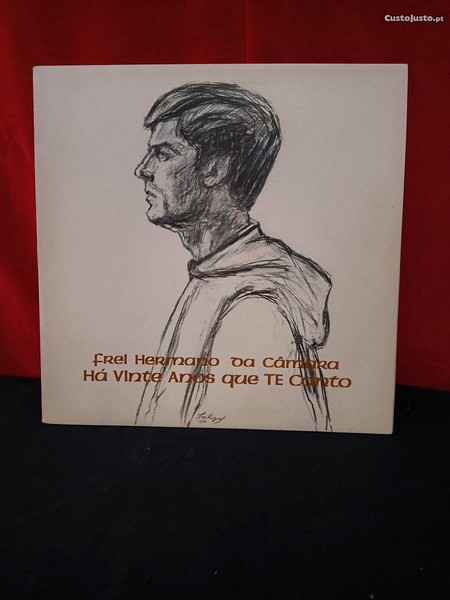 CustoJusto.pt
Frei Hermano da Câmara
Há Vinte Anos que TE Canto